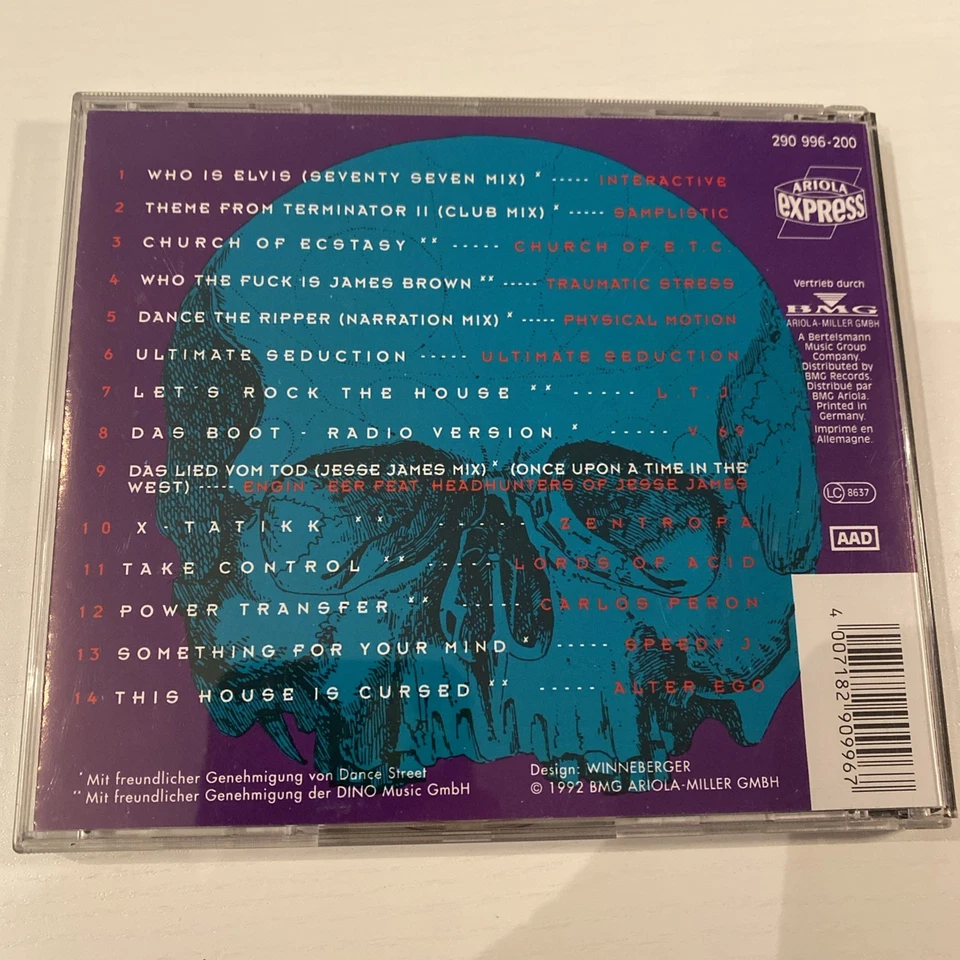 290 996-200
ARIOLA
express
1 WHO IS ELVIS (SEVENTY SEVEN MIX) * ----- INTERACTIVE
2 THEME FROM TERMINATOR II (CLUB MIX) * ----- SAMPLISTIC
3 CHURCH OF ECSTASY ** ----- CHURCH OF E.T.C.
4 WHO THE FUCK IS JAMES BROWN ** ----- TRAUMATIC STRESS
5 DANCE THE RIPPER (NARRATION MIX) * ----- PHYSICAL MOTION
6 ULTIMATE SEDUCTION ----- ULTIMATE SEDUCTION
7 LET´S ROCK THE HOUSE ** ----- L.T.J
8 DAS BOOT - RADIO VERSION * ----- V 69
9 DAS LIED VOM TOD (JESSE JAMES MIX) * (ONCE UPON A TIME IN THE
WEST) ----- ENGIN - EER FEAT. HEADHUNTERS OF JESSE JAMES
10 X-TATIKK ** ----- ZENTROPA
11 TAKE CONTROL ** ----- LORDS OF ACID
12 POWER TRANSFER ** ----- CARLOS PERON
13 SOMETHING FOR YOUR MIND * ----- SPEEDY J.
14 THIS HOUSE IS CURSED ** ----- ALTER EGO
Vertrieb durch
BMG
ARIOLA-MILLER GMBH
A Bertelsmann
Music Group
Company.
Distributed by
BMG Records.
Distribué par
BMG Ariola.
Printed in
Germany.
Imprimé en
Allemagne.
LC 8637
AAD
4 007182 909967
* Mit freundlicher Genehmigung von Dance Street
** Mit freundlicher Genehmigung der DINO Music GmbH
Design: WINNEBERGER
© 1992 BMG ARIOLA-MILLER GMBH